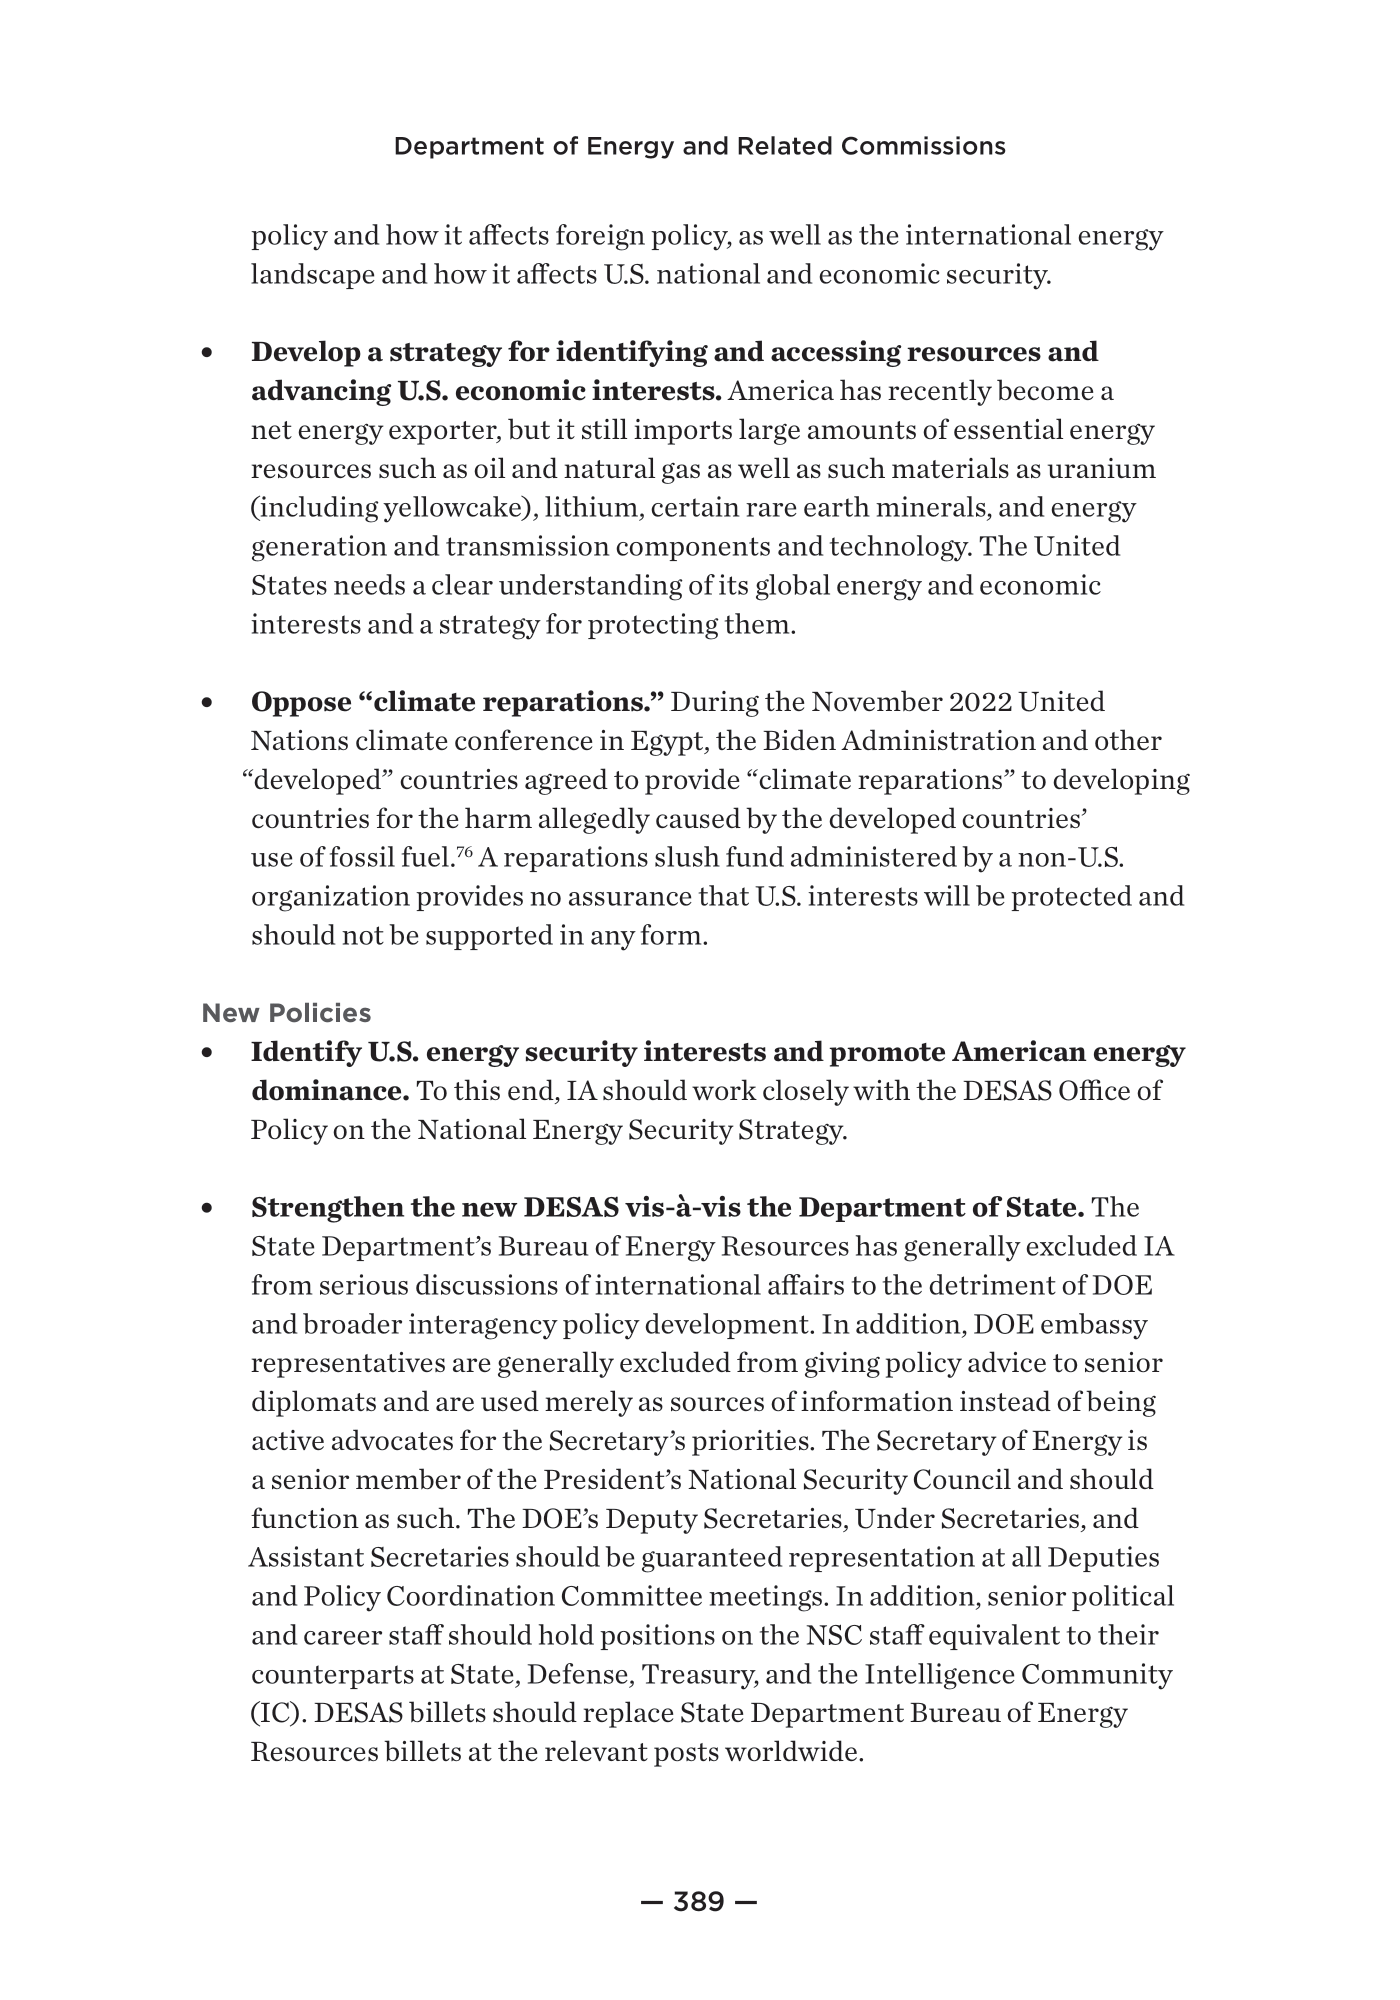 Department of Energy and Related Commissions
policy and how it affects foreign policy, as well as the international energy
landscape and how it affects U.S. national and economic security.
• Develop a strategy for identifying and accessing resources and
advancing U.S. economic interests. America has recently become a
net energy exporter, but it still imports large amounts of essential energy
resources such as oil and natural gas as well as such materials as uranium
(including yellowcake), lithium, certain rare earth minerals, and energy
generation and transmission components and technology. The United
States needs a clear understanding of its global energy and economic
interests and a strategy for protecting them.
• Oppose “climate reparations.” During the November 2022 United
Nations climate conference in Egypt, the Biden Administration and other
“developed” countries agreed to provide “climate reparations” to developing
countries for the harm allegedly caused by the developed countries’
use of fossil fuel.⁷⁶ A reparations slush fund administered by a non-U.S.
organization provides no assurance that U.S. interests will be protected and
should not be supported in any form.
New Policies
• Identify U.S. energy security interests and promote American energy
dominance. To this end, IA should work closely with the DESAS Office of
Policy on the National Energy Security Strategy.
• Strengthen the new DESAS vis-à-vis the Department of State. The
State Department’s Bureau of Energy Resources has generally excluded IA
from serious discussions of international affairs to the detriment of DOE
and broader interagency policy development. In addition, DOE embassy
representatives are generally excluded from giving policy advice to senior
diplomats and are used merely as sources of information instead of being
active advocates for the Secretary’s priorities. The Secretary of Energy is
a senior member of the President’s National Security Council and should
function as such. The DOE’s Deputy Secretaries, Under Secretaries, and
Assistant Secretaries should be guaranteed representation at all Deputies
and Policy Coordination Committee meetings. In addition, senior political
and career staff should hold positions on the NSC staff equivalent to their
counterparts at State, Defense, Treasury, and the Intelligence Community
(IC). DESAS billets should replace State Department Bureau of Energy
Resources billets at the relevant posts worldwide.
— 389 —